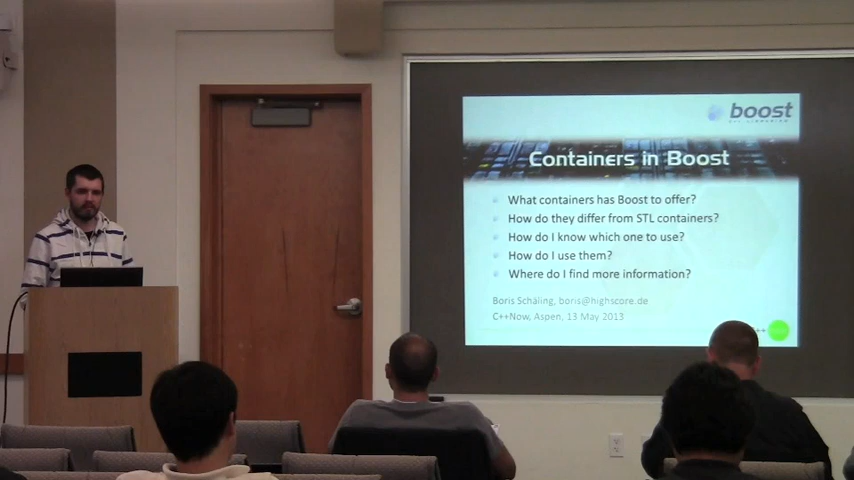 boost
Containers in Boost
What containers has Boost to offer?
How do they differ from STL containers?
How do I know which one to use?
How do I use them?
Where do I find more information?
Boris Schäling, boris@highscore.de
C++Now, Aspen, 13 May 2013
++